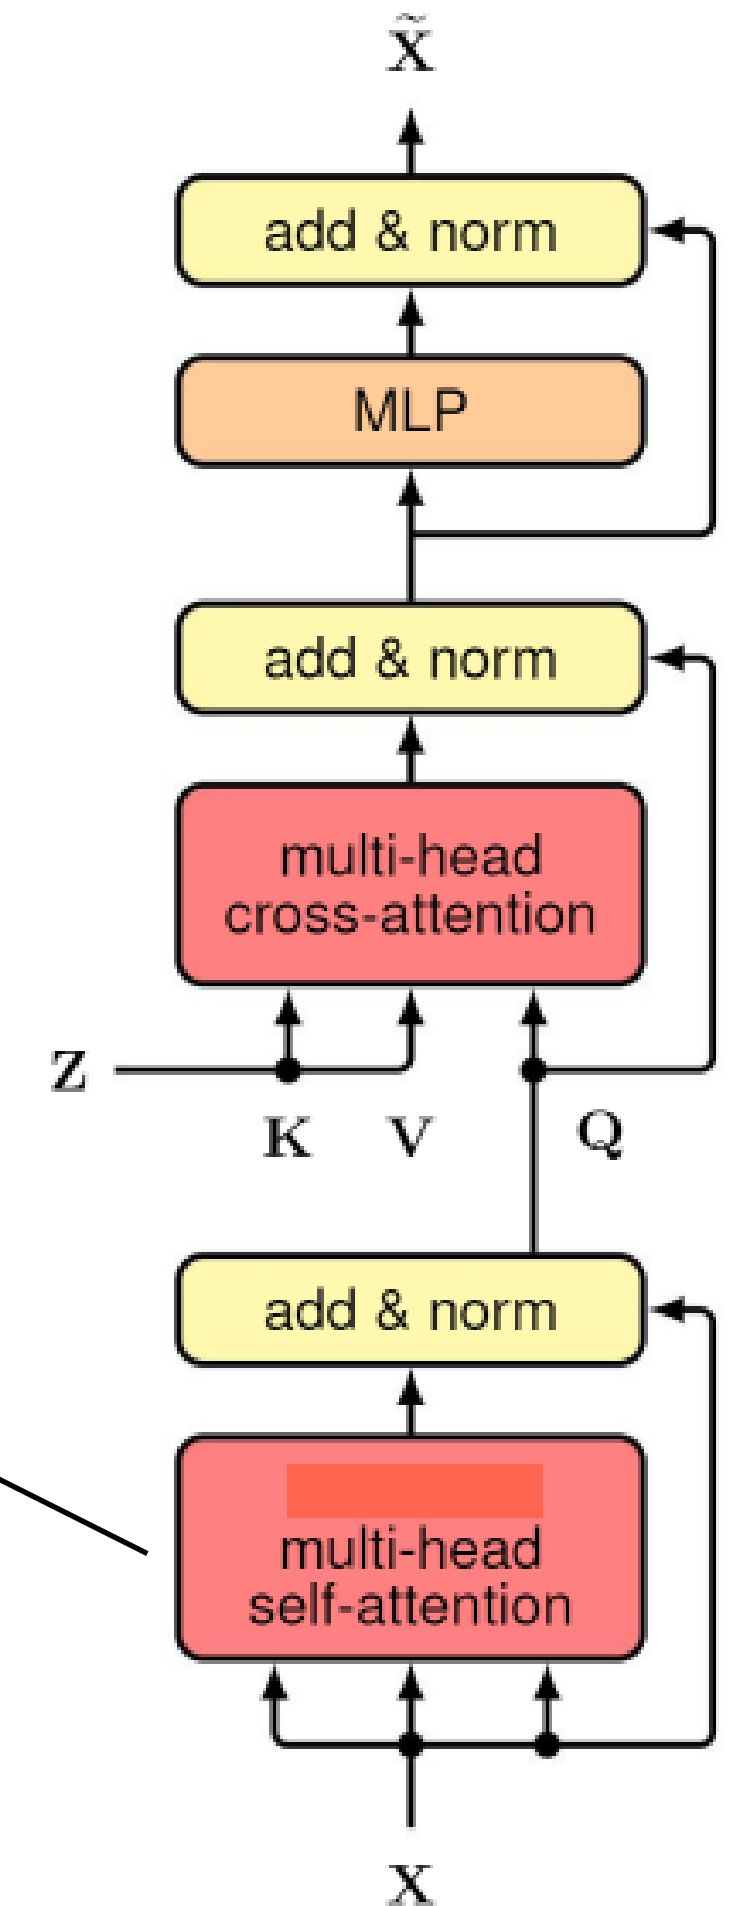 X̃
add & norm
MLP
add & norm
multi-head
cross-attention
Z
K V Q
add & norm
multi-head
self-attention
X